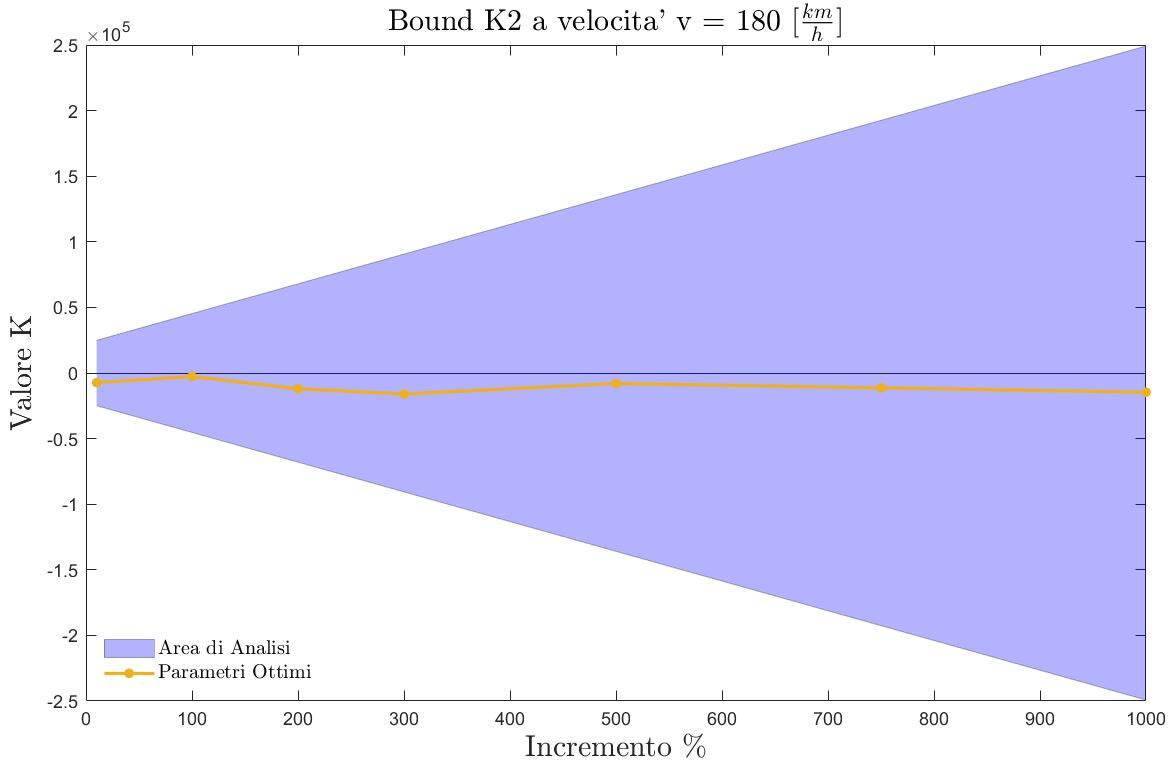 Bound K2 a velocita' v = 180 [km/h]
×10^5
2.5
2
1.5
1
0.5
0
-0.5
-1
-1.5
-2
-2.5
Valore K
Area di Analisi
Parametri Ottimi
0 100 200 300 400 500 600 700 800 900 1000
Incremento %